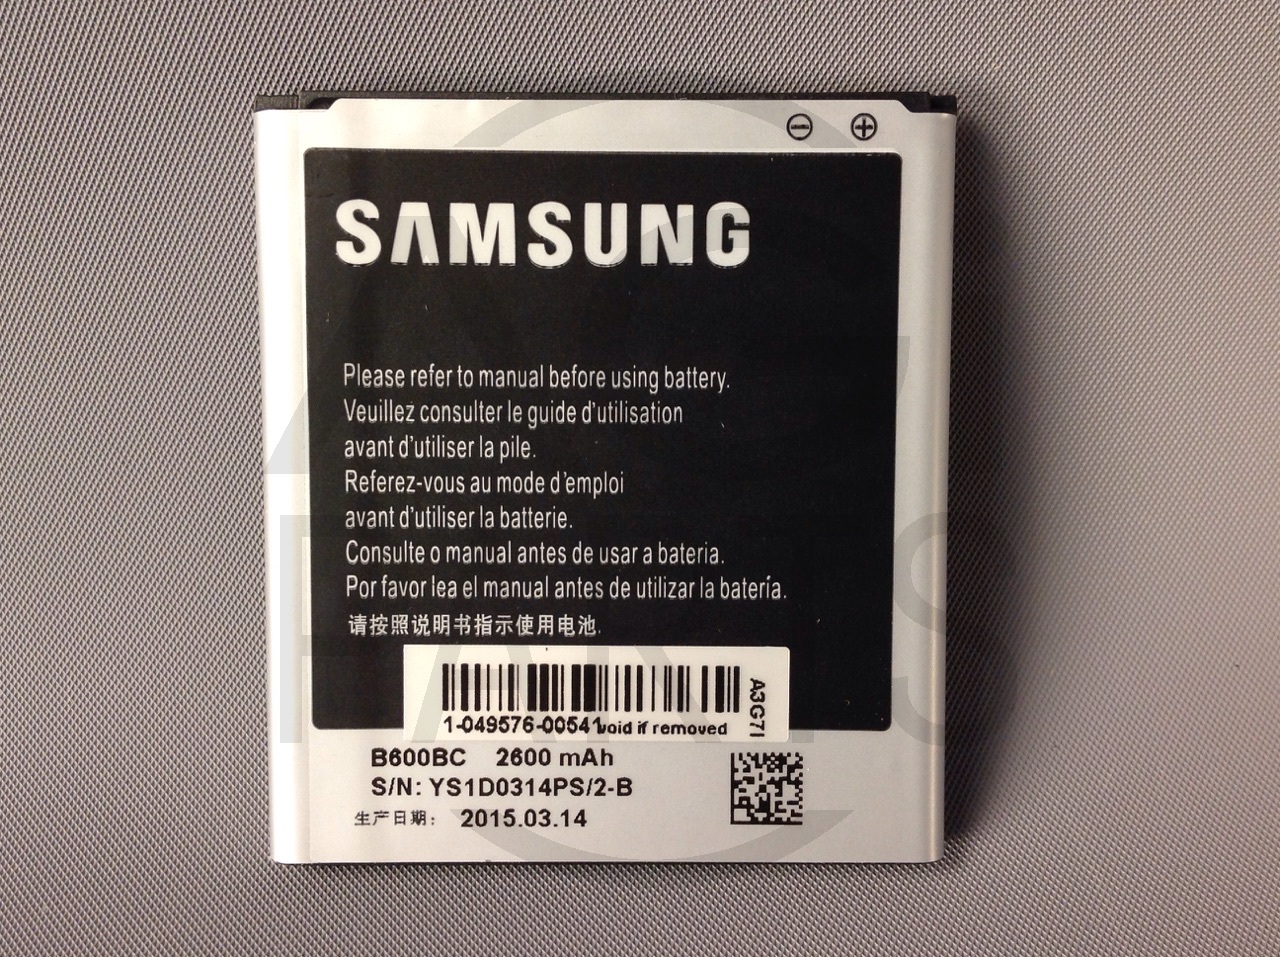 SAMSUNG
Please refer to manual before using battery.
Veuillez consulter le guide d'utilisation
avant d'utiliser la pile.
Referez-vous au mode d'emploi
avant d'utiliser la batterie.
Consulte o manual antes de usar a bateria.
Por favor lea el manual antes de utilizar la batería.
请按照说明书指示使用电池.
1-049576-00541 void if removed
A3G71
B600BC 2600 mAh
S/N: YS1D0314PS/2-B
生产日期: 2015.03.14
PARTS